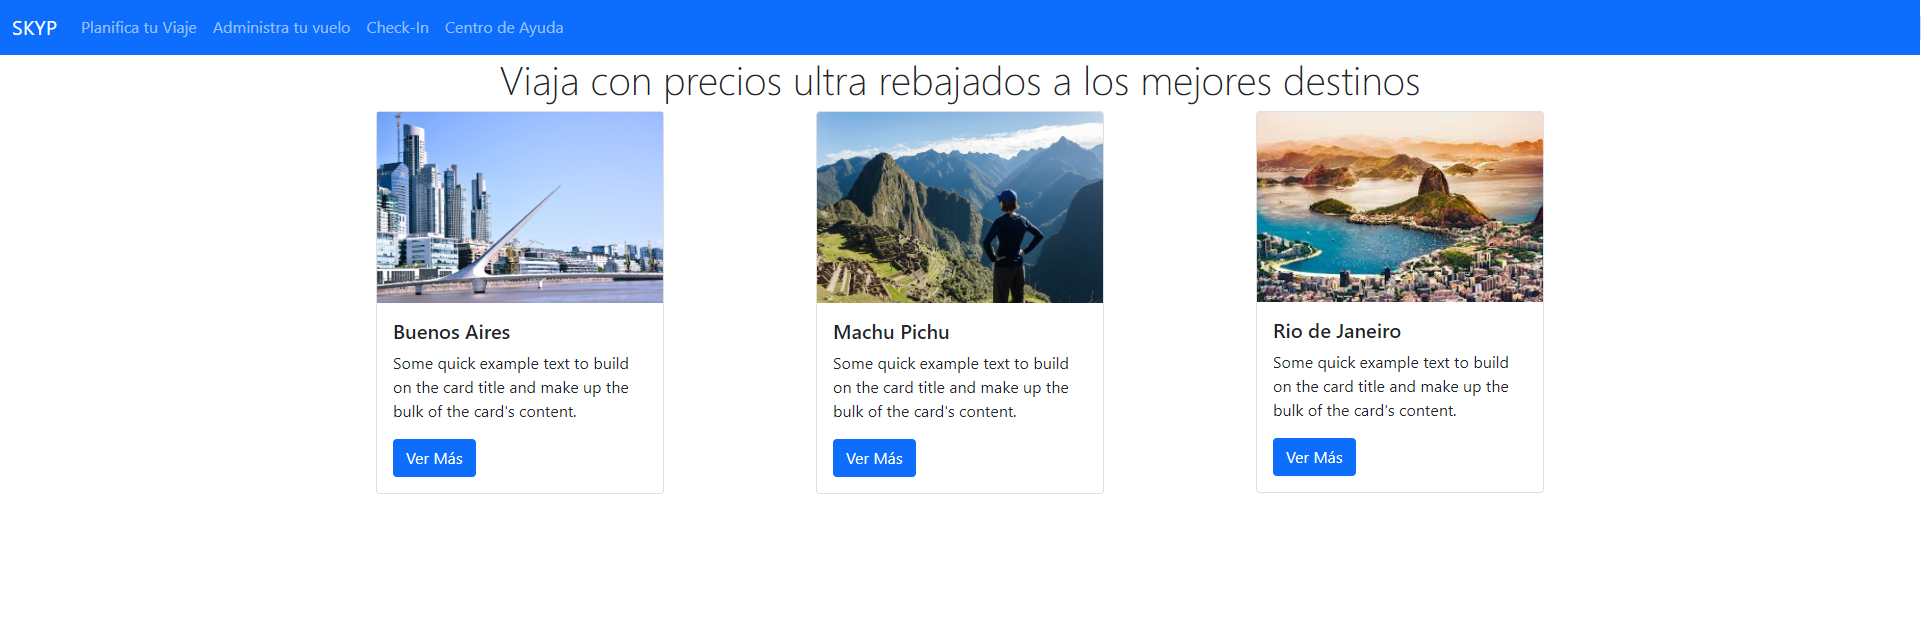 SKYP Planifica tu Viaje Administra tu vuelo Check-In Centro de Ayuda
Viaja con precios ultra rebajados a los mejores destinos
Buenos Aires
Some quick example text to build
on the card title and make up the
bulk of the card's content.
Ver Más
Machu Pichu
Some quick example text to build
on the card title and make up the
bulk of the card's content.
Ver Más
Rio de Janeiro
Some quick example text to build
on the card title and make up the
bulk of the card's content.
Ver Más